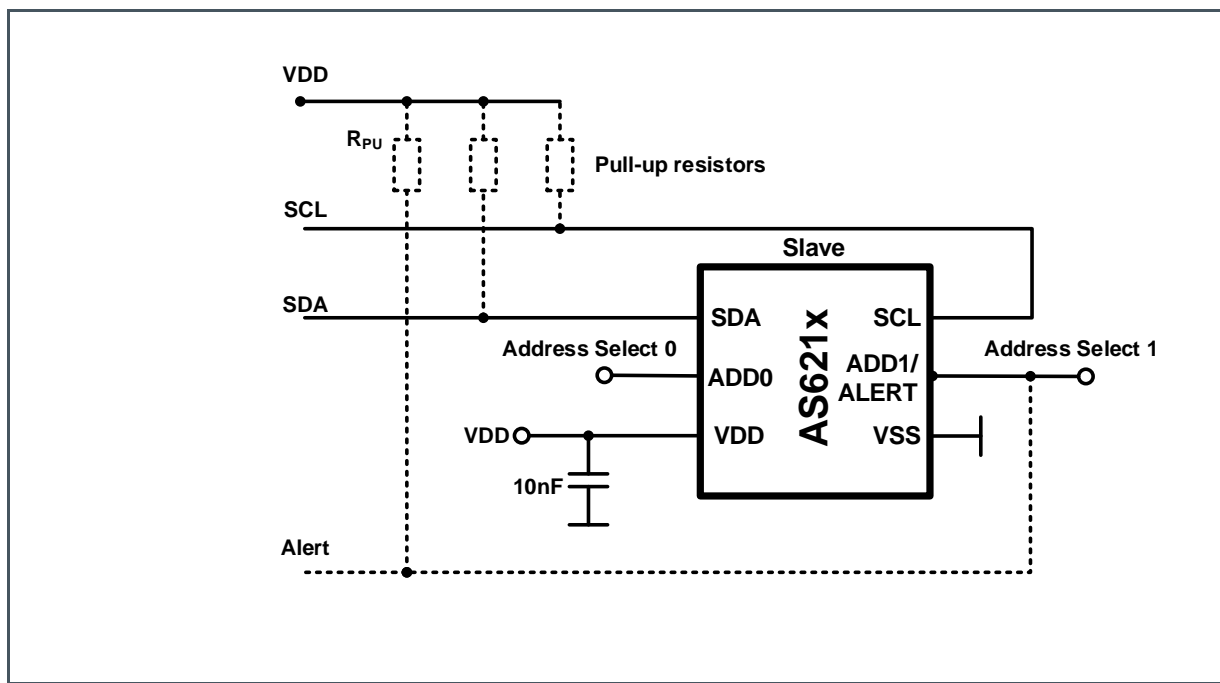 VDD
RPU
Pull-up resistors
SCL
Slave
SDA
SDA
SCL
Address Select 0
Address Select 1
ADD0
ADD1/
ALERT
AS621x
VDD
VDD
VSS
10nF
Alert